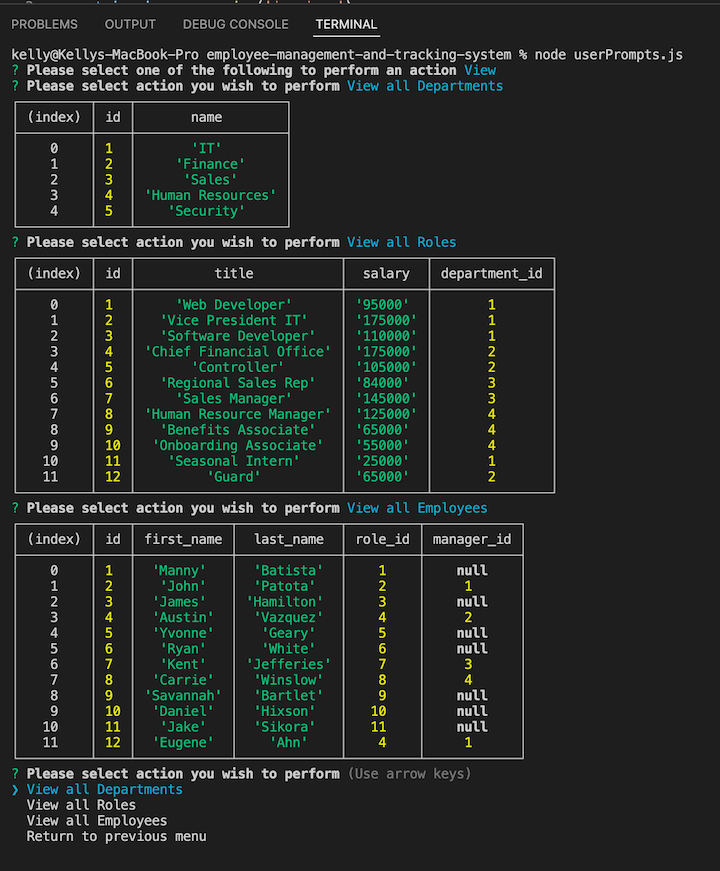 PROBLEMS OUTPUT DEBUG CONSOLE TERMINAL
kelly@Kellys-MacBook-Pro employee-management-and-tracking-system % node userPrompts.js
? Please select one of the following to perform an action View
? Please select action you wish to perform View all Departments
(index) id name
0 1 'IT'
1 2 'Finance'
2 3 'Sales'
3 4 'Human Resources'
4 5 'Security'
? Please select action you wish to perform View all Roles
(index) id title salary department_id
0 1 'Web Developer' '95000' 1
1 2 'Vice President IT' '175000' 1
2 3 'Software Developer' '110000' 1
3 4 'Chief Financial Office' '175000' 2
4 5 'Controller' '105000' 2
5 6 'Regional Sales Rep' '84000' 3
6 7 'Sales Manager' '145000' 3
7 8 'Human Resource Manager' '125000' 4
8 9 'Benefits Associate' '65000' 4
9 10 'Onboarding Associate' '55000' 4
10 11 'Seasonal Intern' '25000' 1
11 12 'Guard' '65000' 2
? Please select action you wish to perform View all Employees
(index) id first_name last_name role_id manager_id
0 1 'Manny' 'Batista' 1 null
1 2 'John' 'Patota' 2 1
2 3 'James' 'Hamilton' 3 null
3 4 'Austin' 'Vazquez' 4 2
4 5 'Yvonne' 'Geary' 5 null
5 6 'Ryan' 'White' 6 null
6 7 'Kent' 'Jefferies' 7 3
7 8 'Carrie' 'Winslow' 8 4
8 9 'Savannah' 'Bartlet' 9 null
9 10 'Daniel' 'Hixson' 10 null
10 11 'Jake' 'Sikora' 11 null
11 12 'Eugene' 'Ahn' 4 1
? Please select action you wish to perform (Use arrow keys)
❯ View all Departments
View all Roles
View all Employees
Return to previous menu